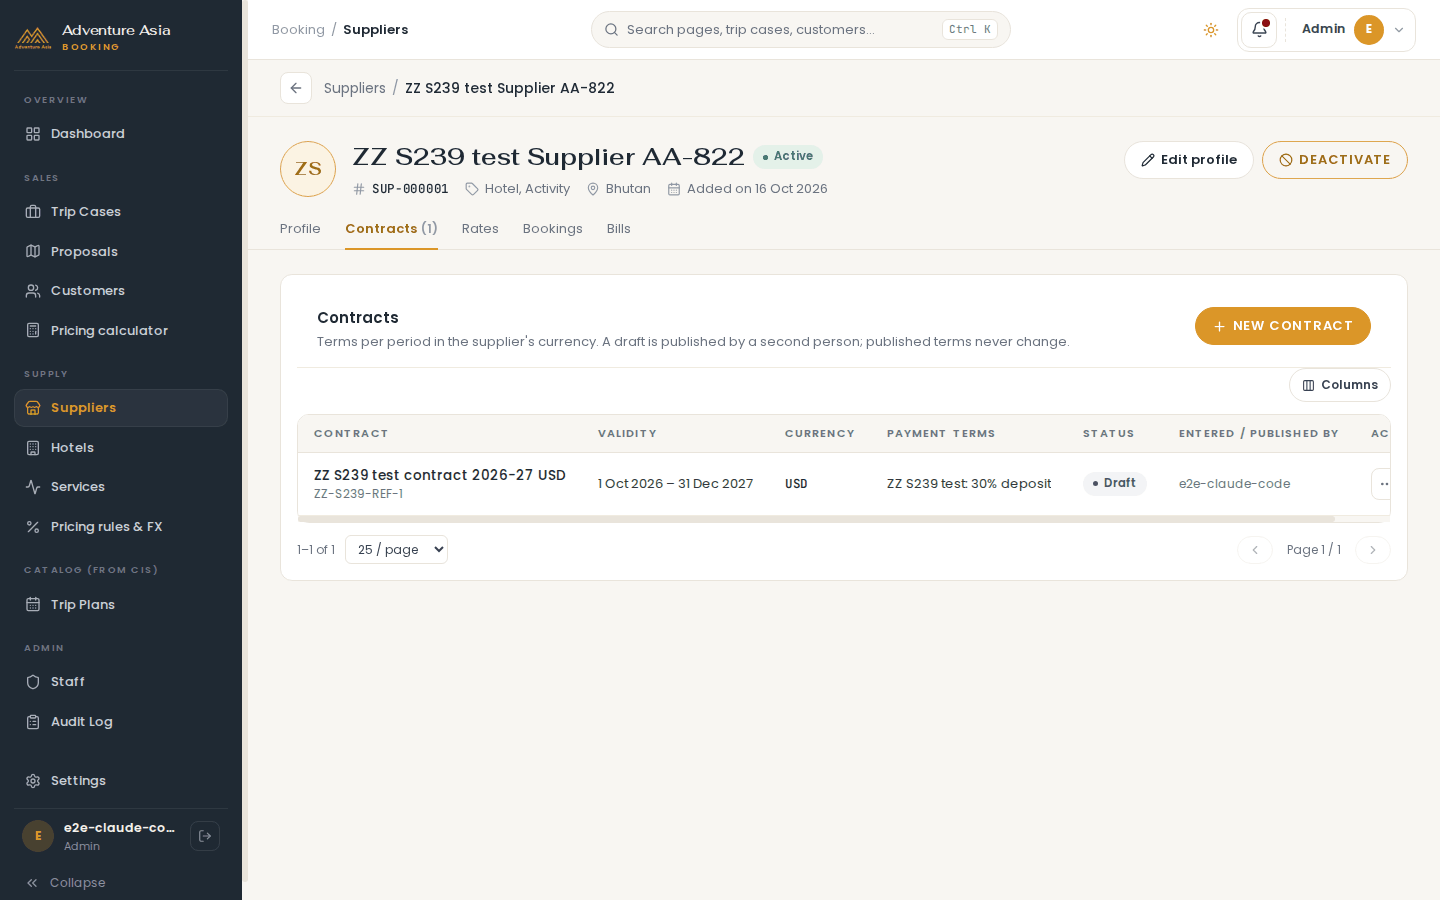 Adventure Asia
BOOKING
OVERVIEW
Dashboard
SALES
Trip Cases
Proposals
Customers
Pricing calculator
SUPPLY
Suppliers
Hotels
Services
Pricing rules & FX
CATALOG (FROM CIS)
Trip Plans
ADMIN
Staff
Audit Log
Settings
E e2e-claude-co...
Admin
Collapse
Booking / Suppliers
Search pages, trip cases, customers... Ctrl K
Admin E
Suppliers / ZZ S239 test Supplier AA-822
ZS
ZZ S239 test Supplier AA-822 Active
# SUP-000001 Hotel, Activity Bhutan Added on 16 Oct 2026
Edit profile
DEACTIVATE
Profile Contracts (1) Rates Bookings Bills
Contracts
Terms per period in the supplier's currency. A draft is published by a second person; published terms never change.
+ NEW CONTRACT
Columns
CONTRACT VALIDITY CURRENCY PAYMENT TERMS STATUS ENTERED / PUBLISHED BY AC
ZZ S239 test contract 2026-27 USD 1 Oct 2026 – 31 Dec 2027 USD ZZ S239 test: 30% deposit Draft e2e-claude-code
ZZ-S239-REF-1
1–1 of 1 25 / page Page 1 / 1